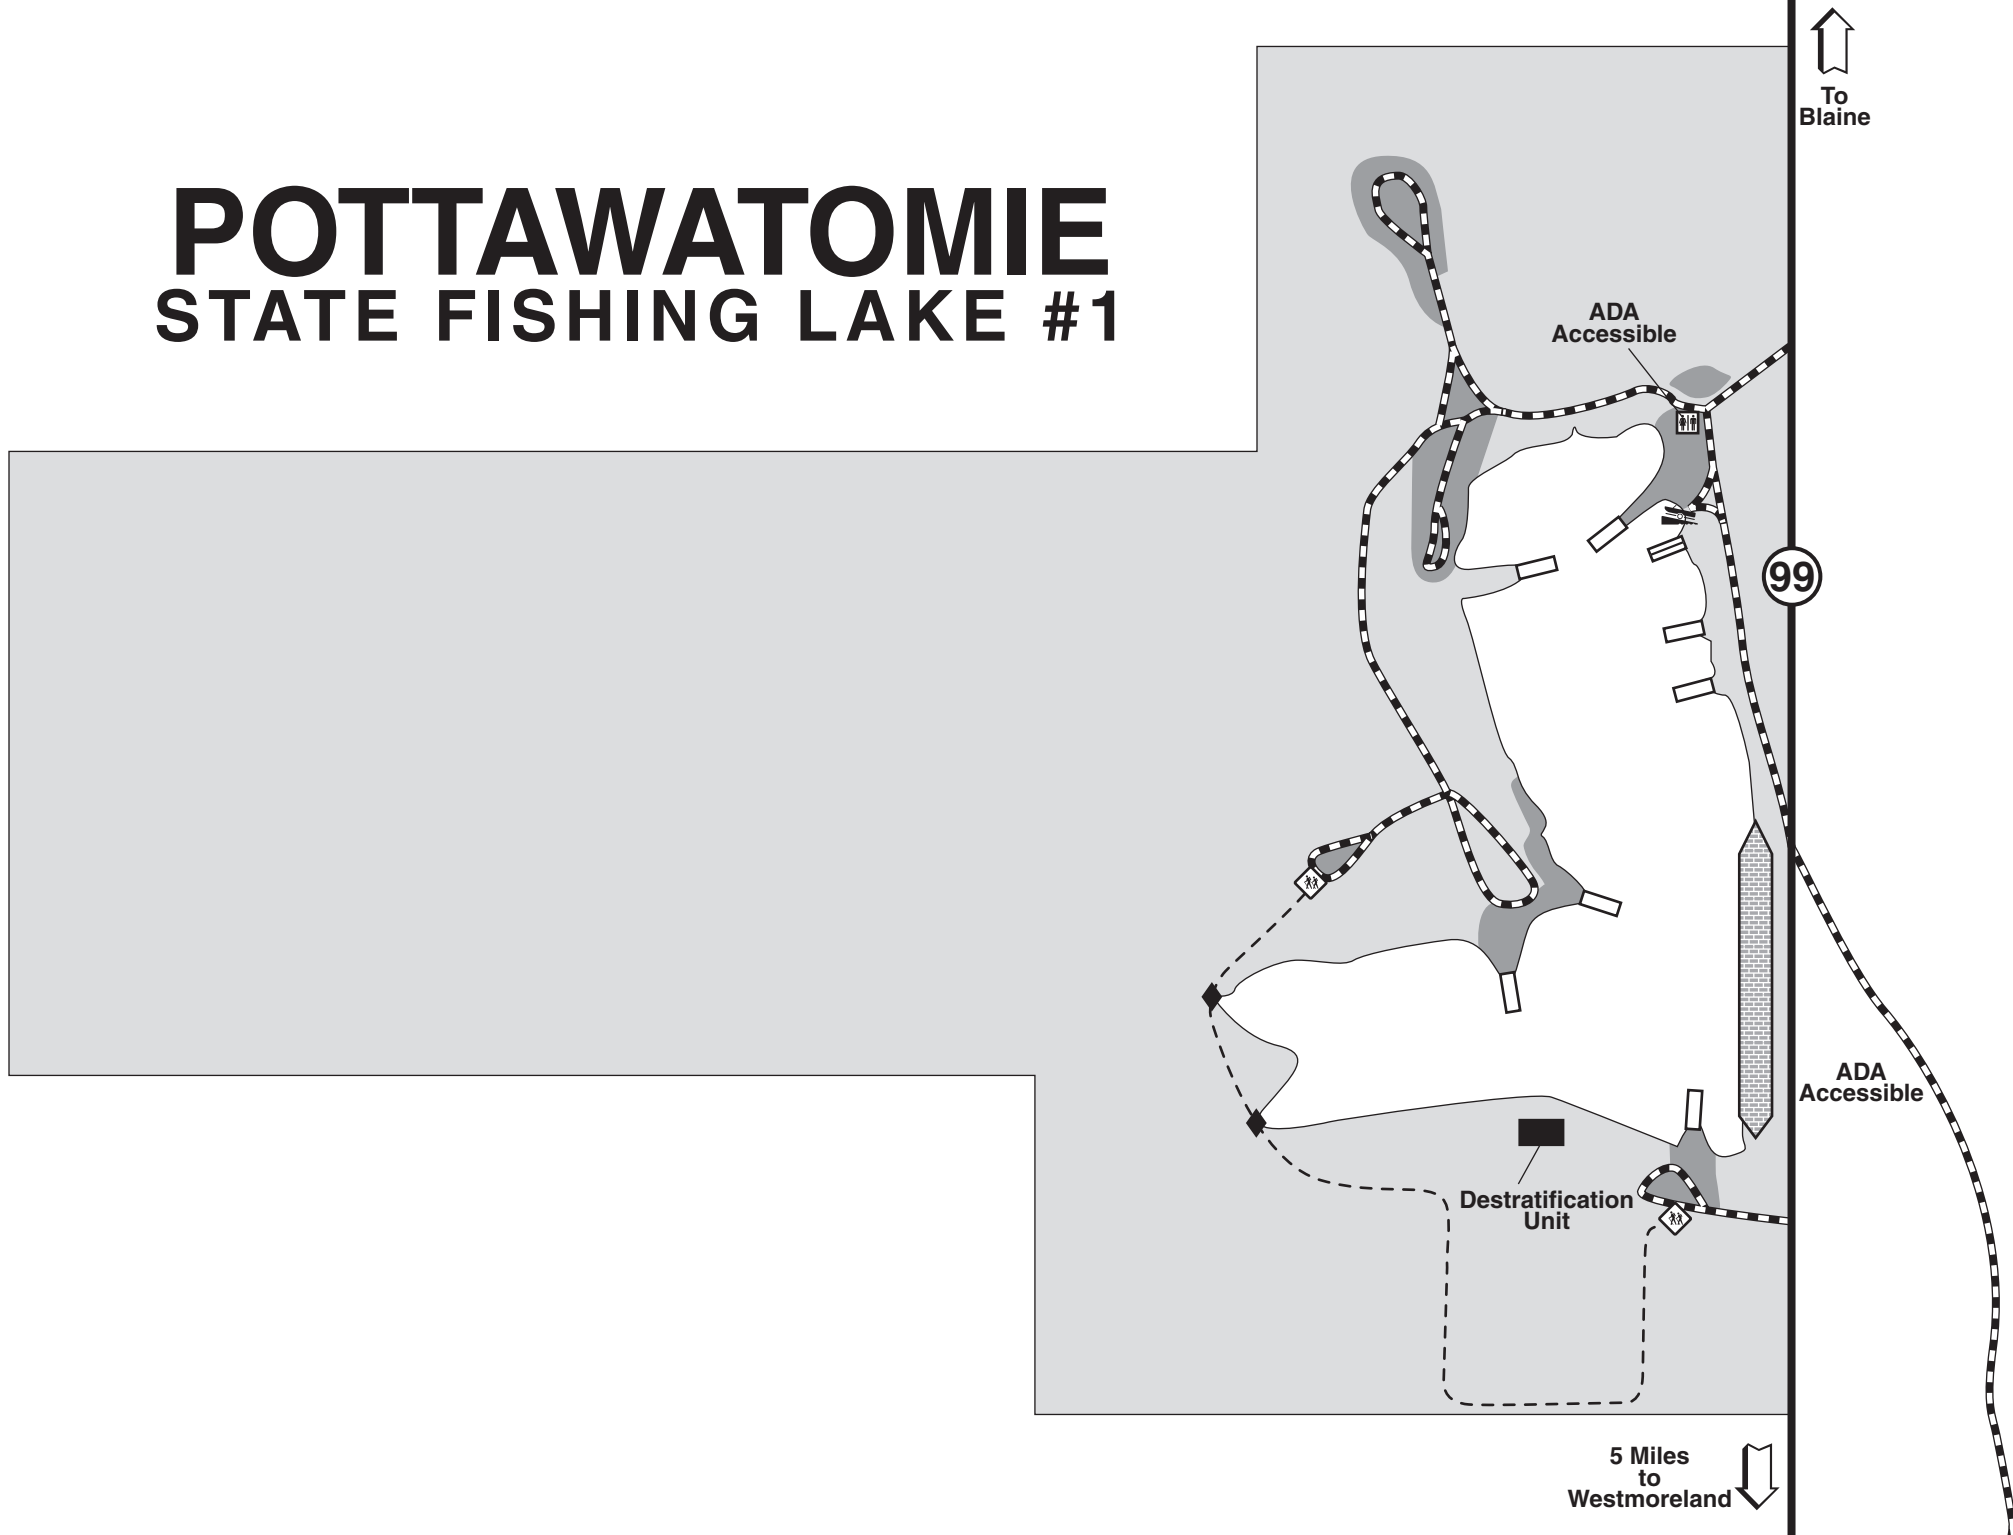 To
Blaine
POTTAWATOMIE
STATE FISHING LAKE #1
ADA
Accessible
99
ADA
Accessible
Destratification
Unit
5 Miles
to
Westmoreland